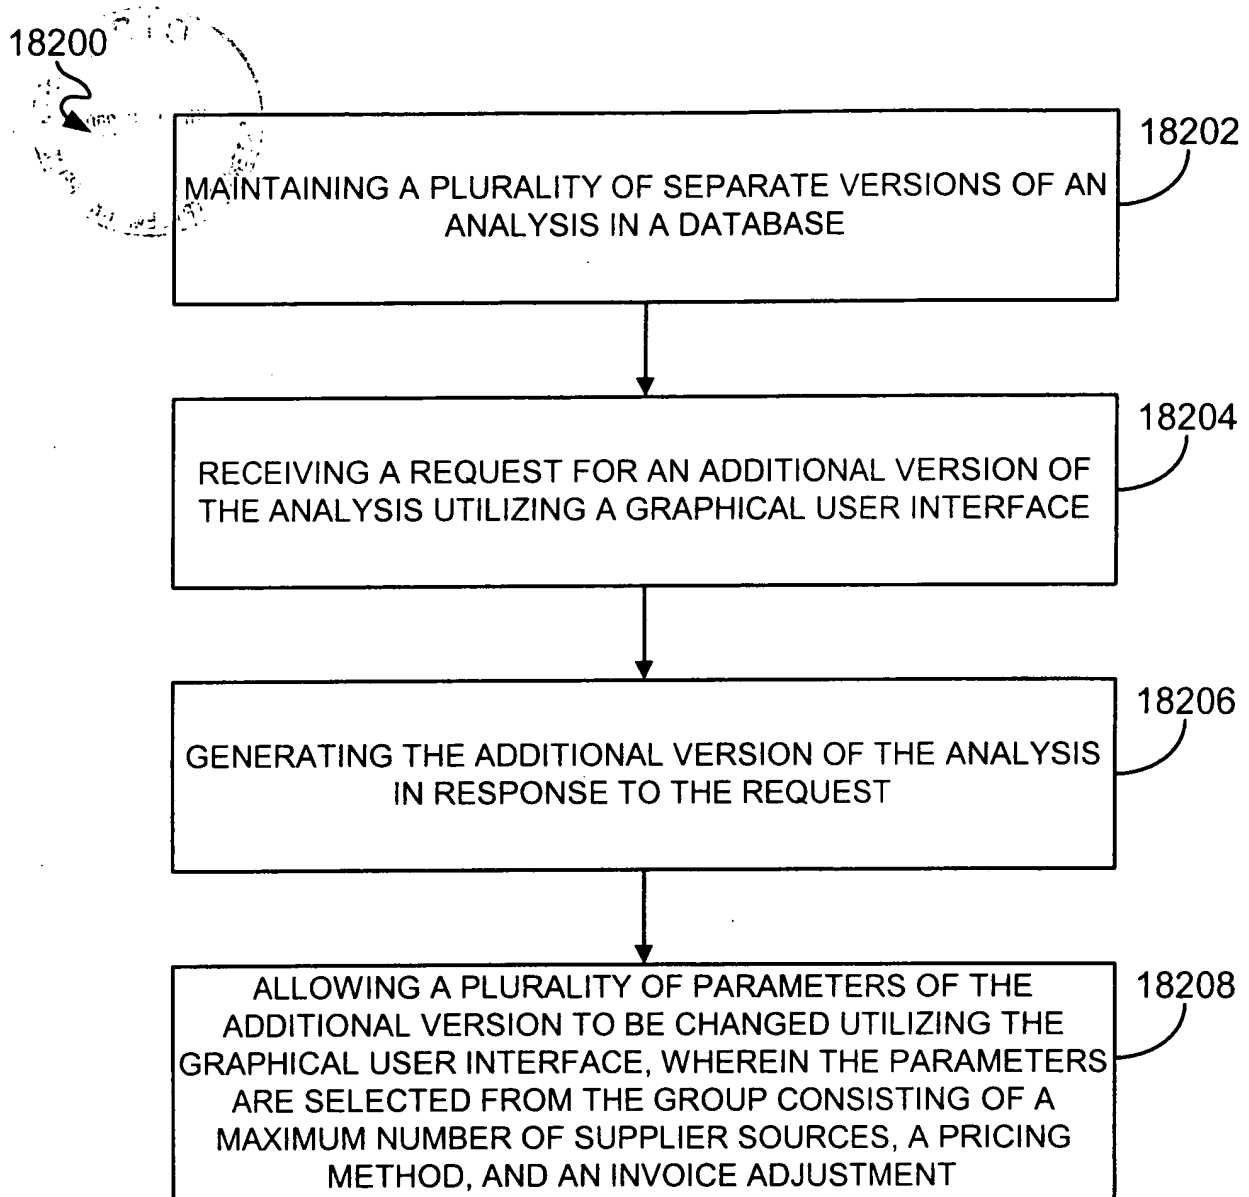 18200
18202
MAINTAINING A PLURALITY OF SEPARATE VERSIONS OF AN
ANALYSIS IN A DATABASE
18204
RECEIVING A REQUEST FOR AN ADDITIONAL VERSION OF
THE ANALYSIS UTILIZING A GRAPHICAL USER INTERFACE
18206
GENERATING THE ADDITIONAL VERSION OF THE ANALYSIS
IN RESPONSE TO THE REQUEST
18208
ALLOWING A PLURALITY OF PARAMETERS OF THE
ADDITIONAL VERSION TO BE CHANGED UTILIZING THE
GRAPHICAL USER INTERFACE, WHEREIN THE PARAMETERS
ARE SELECTED FROM THE GROUP CONSISTING OF A
MAXIMUM NUMBER OF SUPPLIER SOURCES, A PRICING
METHOD, AND AN INVOICE ADJUSTMENT